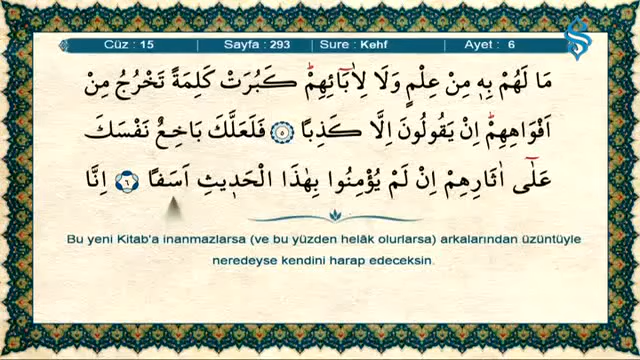 Cüz : 15 | Sayfa : 293 | Sure : Kehf | Ayet : 6
مَا لَهُمْ بِهٖ مِنْ عِلْمٍ وَلَا لِاٰبَٓائِهِمْؕ كَبُرَتْ كَلِمَةً تَخْرُجُ مِنْ
اَفْوَاهِهِمْؕ اِنْ يَقُولُونَ اِلَّا كَذِبًا ﴿٥﴾ فَلَعَلَّكَ بَاخِعٌ نَفْسَكَ
عَلٰٓى اٰثَارِهِمْ اِنْ لَمْ يُؤْمِنُوا بِهٰذَا الْحَدٖيثِ اَسَفًا ﴿٦﴾ اِنَّا
Bu yeni Kitab'a inanmazlarsa (ve bu yüzden helâk olurlarsa) arkalarından üzüntüyle
neredeyse kendini harap edeceksin.